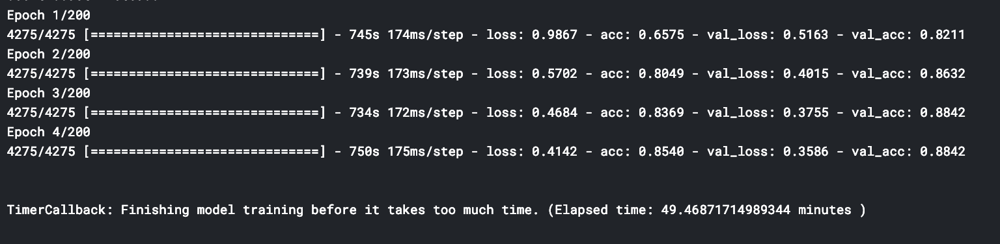 Epoch 1/200
4275/4275 [==============================] - 745s 174ms/step - loss: 0.9867 - acc: 0.6575 - val_loss: 0.5163 - val_acc: 0.8211
Epoch 2/200
4275/4275 [==============================] - 739s 173ms/step - loss: 0.5702 - acc: 0.8049 - val_loss: 0.4015 - val_acc: 0.8632
Epoch 3/200
4275/4275 [==============================] - 734s 172ms/step - loss: 0.4684 - acc: 0.8369 - val_loss: 0.3755 - val_acc: 0.8842
Epoch 4/200
4275/4275 [==============================] - 750s 175ms/step - loss: 0.4142 - acc: 0.8540 - val_loss: 0.3586 - val_acc: 0.8842
TimerCallback: Finishing model training before it takes too much time. (Elapsed time: 49.46871714989344 minutes )